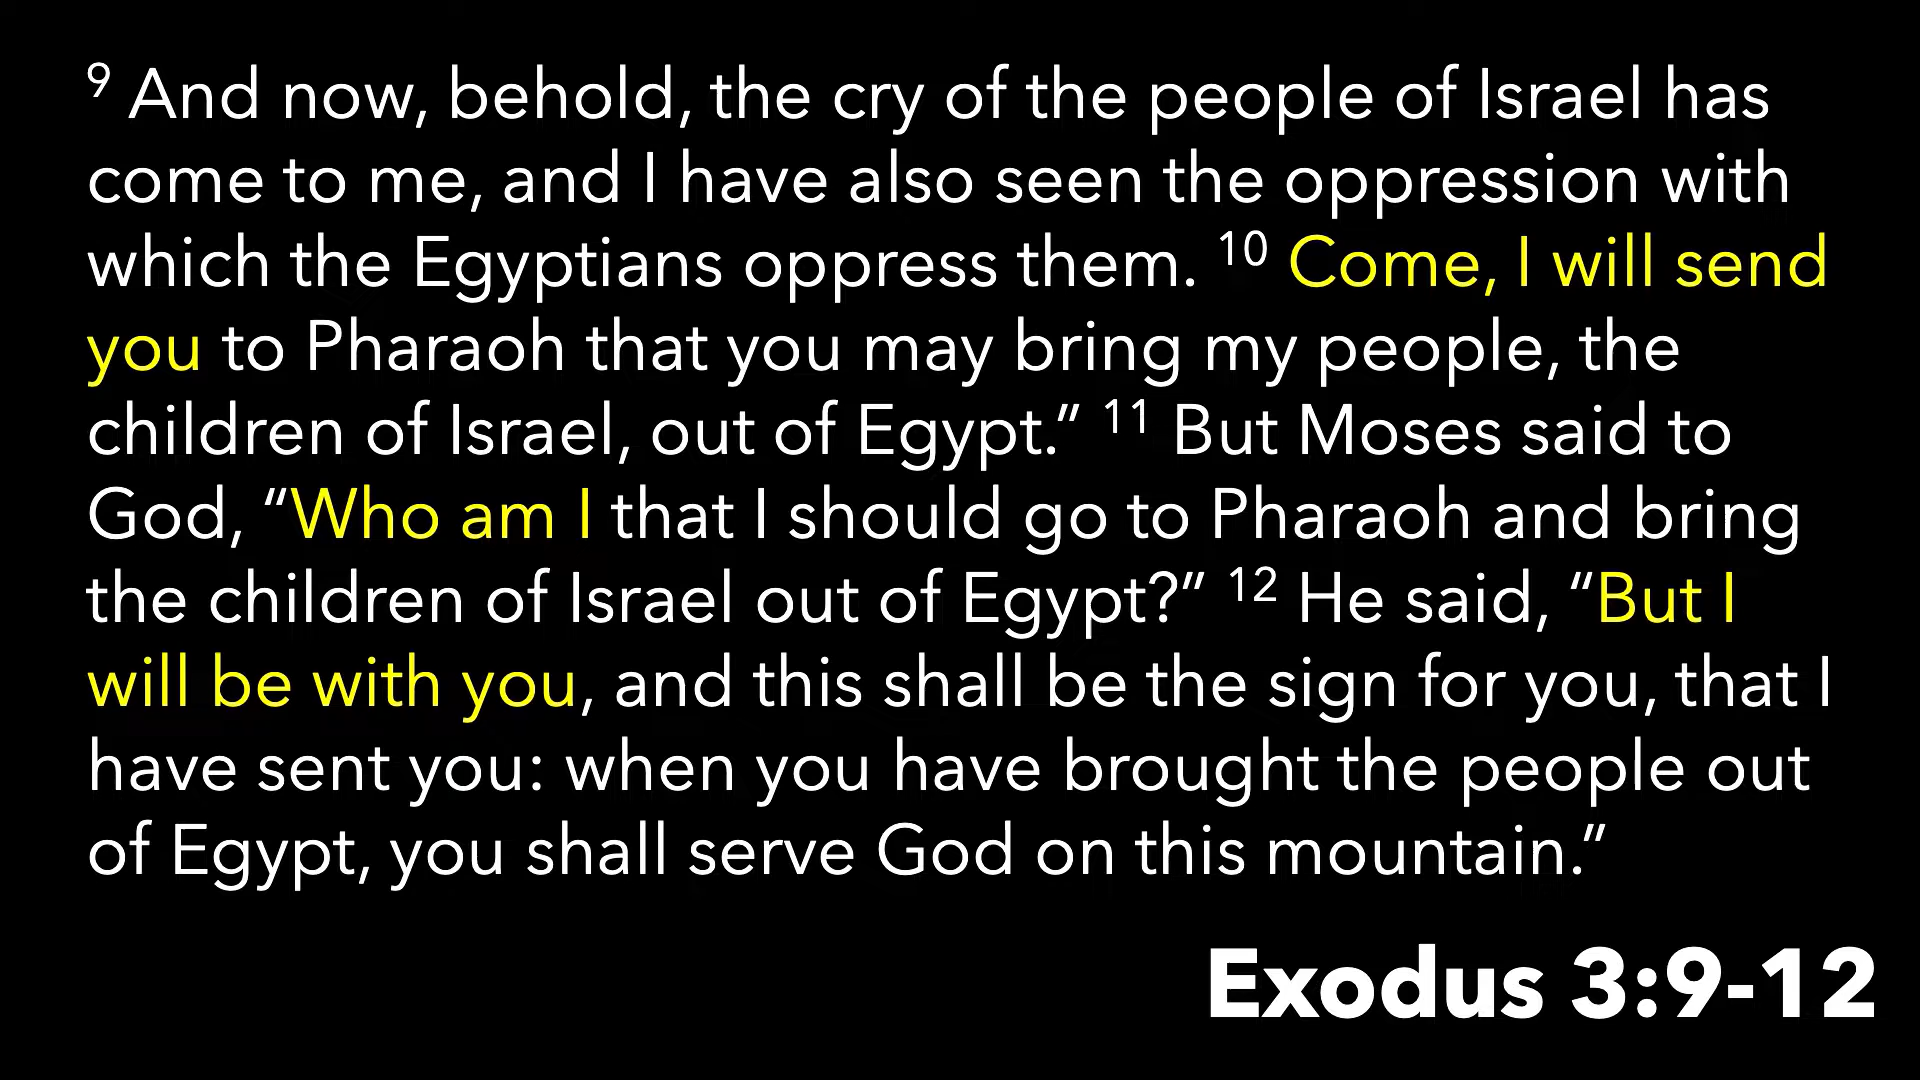 9 And now, behold, the cry of the people of Israel has
come to me, and I have also seen the oppression with
which the Egyptians oppress them. 10 Come, I will send
you to Pharaoh that you may bring my people, the
children of Israel, out of Egypt.” 11 But Moses said to
God, “Who am I that I should go to Pharaoh and bring
the children of Israel out of Egypt?” 12 He said, “But I
will be with you, and this shall be the sign for you, that I
have sent you: when you have brought the people out
of Egypt, you shall serve God on this mountain.”
Exodus 3:9-12